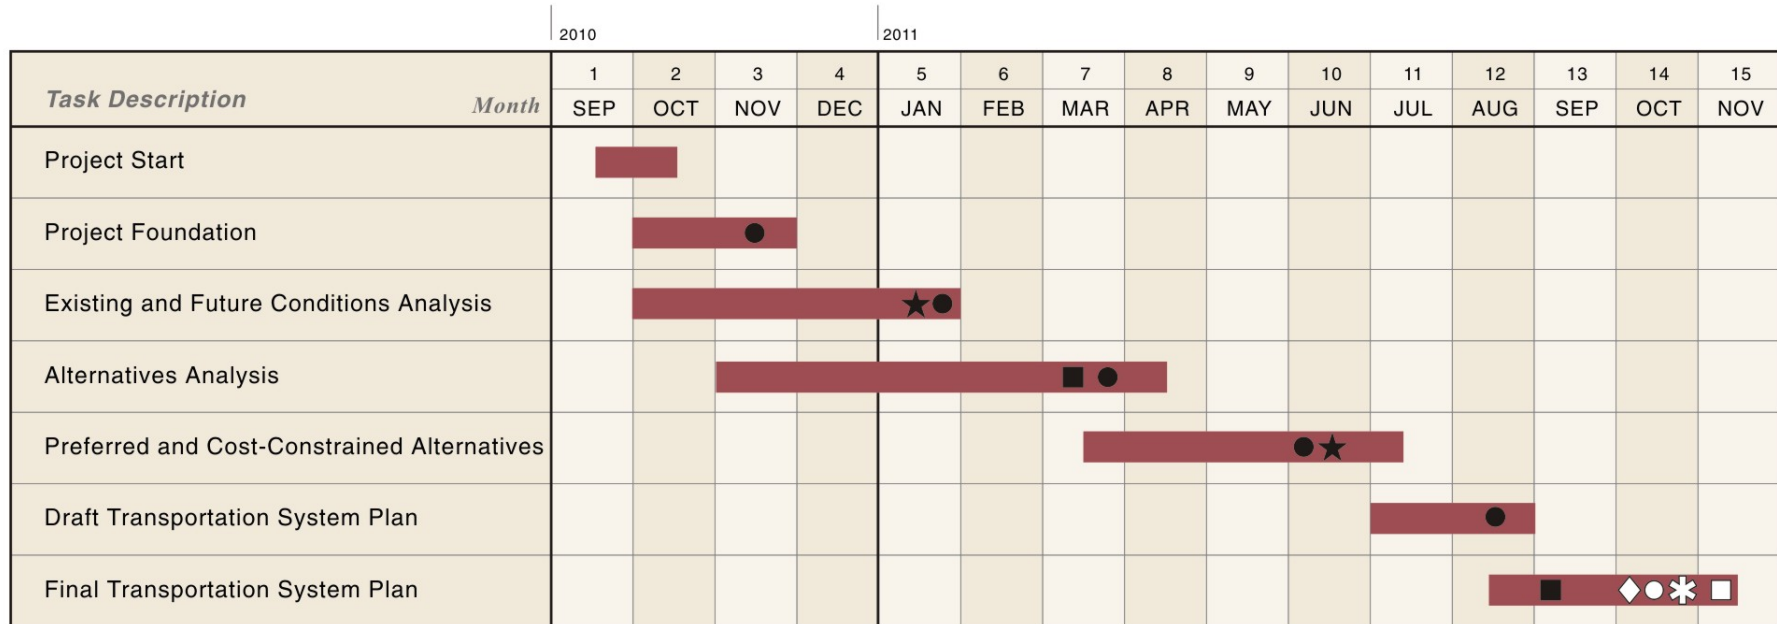 2010 2011
1 2 3 4 5 6 7 8 9 10 11 12 13 14 15
Task Description Month SEP OCT NOV DEC JAN FEB MAR APR MAY JUN JUL AUG SEP OCT NOV
Project Start
Project Foundation
Existing and Future Conditions Analysis
Alternatives Analysis
Preferred and Cost-Constrained Alternatives
Draft Transportation System Plan
Final Transportation System Plan